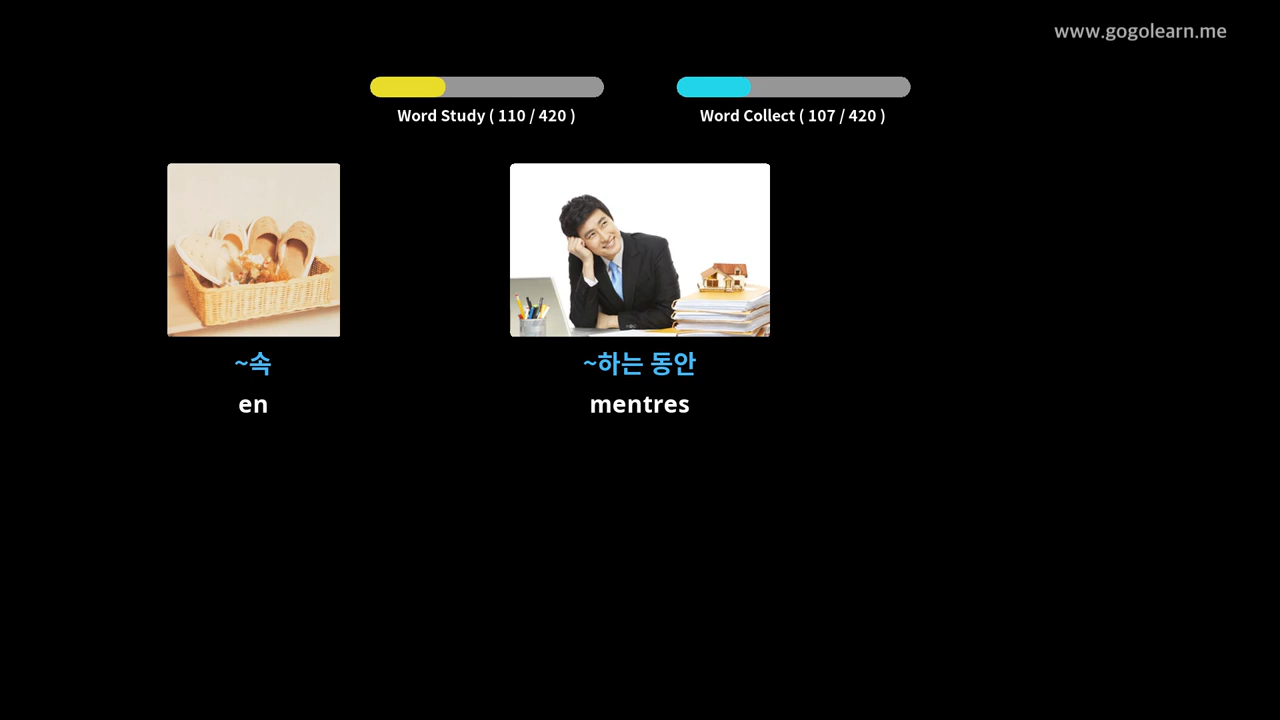 www.gogolearn.me
Word Study ( 110 / 420 )
Word Collect ( 107 / 420 )
~속
~하는 동안
en
mentres